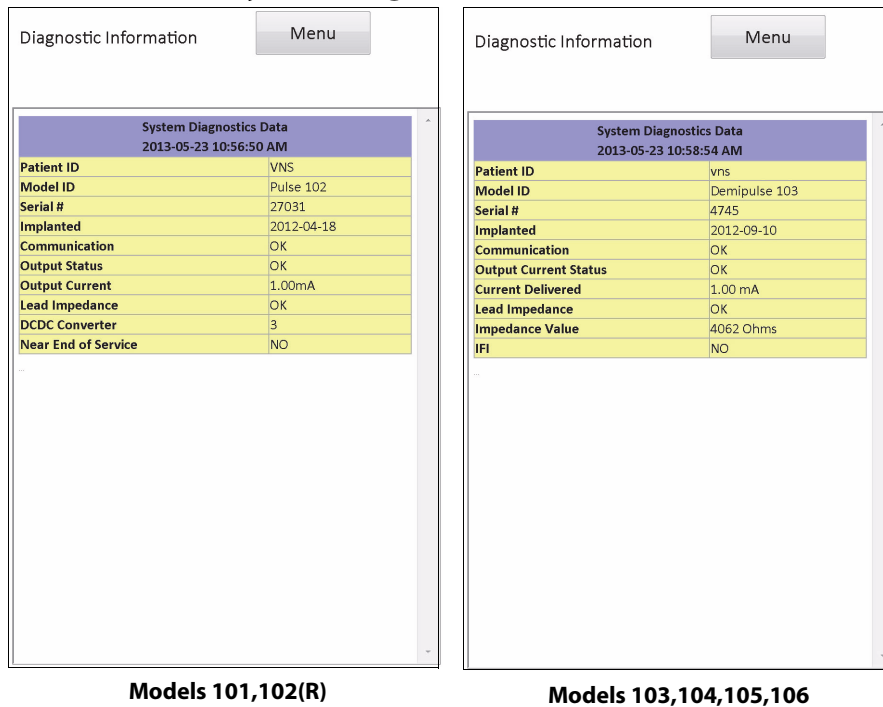 Diagnostic Information Menu
System Diagnostics Data
2013-05-23 10:56:50 AM
Patient ID VNS
Model ID Pulse 102
Serial # 27031
Implanted 2012-04-18
Communication OK
Output Status OK
Output Current 1.00mA
Lead Impedance OK
DCDC Converter 3
Near End of Service NO
...
Models 101,102(R)
Diagnostic Information Menu
System Diagnostics Data
2013-05-23 10:58:54 AM
Patient ID vns
Model ID Demipulse 103
Serial # 4745
Implanted 2012-09-10
Communication OK
Output Current Status OK
Current Delivered 1.00 mA
Lead Impedance OK
Impedance Value 4062 Ohms
IFI NO
...
Models 103,104,105,106